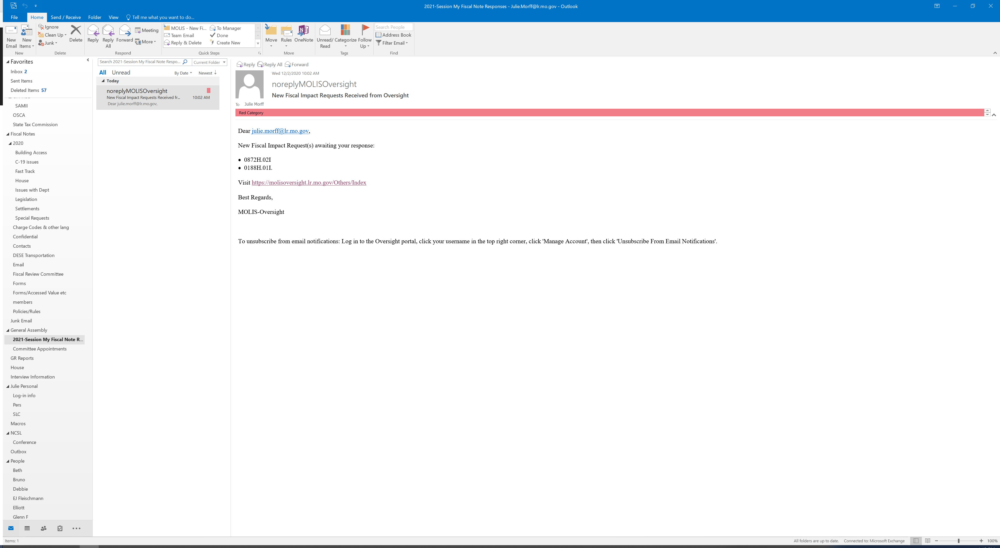 2021-Session My Fiscal Note Responses - Julie.Morff@lr.mo.gov - Outlook
File Home Send / Receive Folder View Tell me what you want to do...
New Email
New Items
New
Ignore
Clean Up
Junk
Delete
Delete
Reply
Reply All
Forward
Meeting
More
Respond
MOLIS - New Fi... To Manager
Team Email Done
Reply & Delete Create New
Quick Steps
Move
Rules
OneNote
Move
Unread/ Read
Categorize
Follow Up
Tags
Search People
Address Book
Filter Email
Find
Favorites
Inbox 2
Sent Items
Deleted Items 57
SAMII
OSCA
State Tax Commission
Fiscal Notes
2020
Building Access
C-19 issues
Fast Track
House
Issues with Dept
Legislation
Settlements
Special Requests
Charge Codes & other lang
Confidential
Contacts
DESE Transportation
Email
Fiscal Review Committee
Forms
Forms/Accessed Value etc
members
Policies/Rules
Junk Email
General Assembly
2021-Session My Fiscal Note R...
Committee Appointments
GR Reports
House
Interview Information
Julie Personal
Log-in info
Pers
SLC
Macros
NCSL
Conference
Outbox
People
Beth
Bruno
Debbie
EJ Fleischmann
Elliott
Glenn F
Search 2021-Session My Fiscal Note Respo... Current Folder
All Unread By Date Newest ↓
Today
noreplyMOLISOversight
New Fiscal Impact Requests Received fr... 10:02 AM
Dear julie.morff@lr.mo.gov,
Reply Reply All Forward
Wed 12/2/2020 10:02 AM
noreplyMOLISOversight
New Fiscal Impact Requests Received from Oversight
To Julie Morff
Red Category
Dear julie.morff@lr.mo.gov,
New Fiscal Impact Request(s) awaiting your response:
• 0872H.02I
• 0188H.01I.
Visit https://molisoversight.lr.mo.gov/Others/Index
Best Regards,
MOLIS-Oversight
To unsubscribe from email notifications: Log in to the Oversight portal, click your username in the top right corner, click 'Manage Account', then click 'Unsubscribe From Email Notifications'.
Items: 1
All folders are up to date. Connected to: Microsoft Exchange 100%